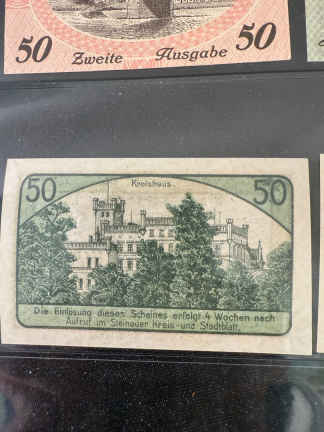 50 Zweite Ausgabe 50
Kreishaus
50 50
Die Einlösung dieses Scheines erfolgt 4 Wochen nach
Aufruf im Steinauer Kreis- und Stadtblatt.